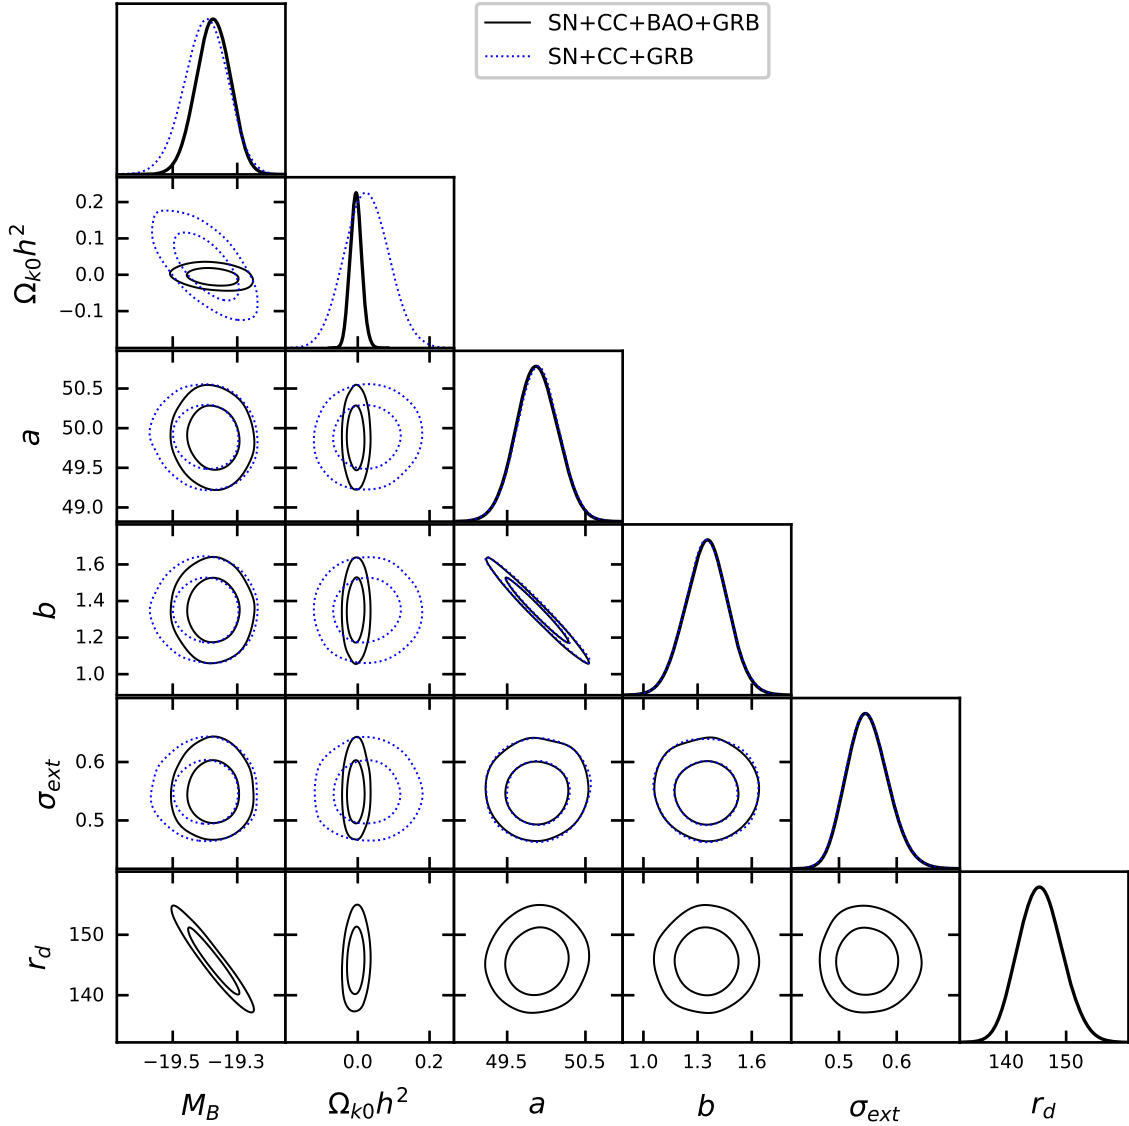 SN+CC+BAO+GRB
SN+CC+GRB
0.2
0.1
0.0
−0.1
Ω_{k0}h²
50.5
50.0
49.5
49.0
a
1.6
1.4
1.2
1.0
b
0.6
0.5
σ_{ext}
150
140
r_d
−19.5 −19.3 0.0 0.2 49.5 50.5 1.0 1.3 1.6 0.5 0.6 140 150
M_B Ω_{k0}h² a b σ_{ext} r_d